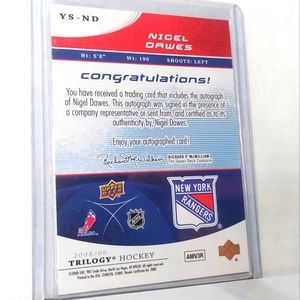 YS-ND
NIGEL
DAWES
Ht: 5'8" Wt: 190 SHOOTS: LEFT
congratulations!
You have received a trading card that includes the autograph
of Nigel Dawes. This autograph was signed in the presence of
a company representative or sent from, and certified as to its
authenticity by, Nigel Dawes.
Enjoy your autographed card!
RICHARD P. McWILLIAM
The Upper Deck Company
UPPER DECK
NHL
NEW YORK
RANGERS
2008/09
TRILOGY® HOCKEY
AMV3R